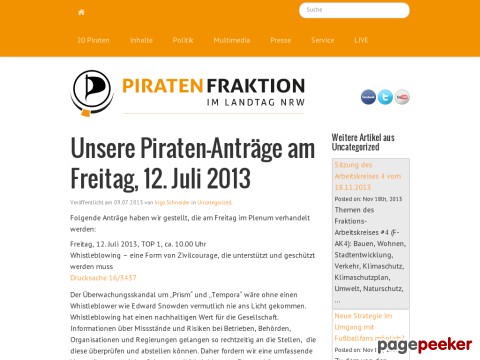 Suche
20 Piraten
Inhalte
Politik
Multimedia
Presse
Service
LIVE
PIRATENFRAKTION
IM LANDTAG NRW
facebook
You Tube
Unsere Piraten-Anträge am
Freitag, 12. Juli 2013
Veröffentlicht am 09.07.2013 von Ingo Schneider in Uncategorized.
Folgende Anträge haben wir gestellt, die am Freitag im Plenum verhandelt
werden:
Freitag, 12. Juli 2013, TOP 1, ca. 10.00 Uhr
Whistleblowing – eine Form von Zivilcourage, die unterstützt und geschützt
werden muss
Drucksache 16/3437
Der Überwachungsskandal um „Prism“ und „Tempora“ wäre ohne einen
Whistleblower wie Edward Snowden vermutlich nie ans Licht gekommen.
Whistleblowing hat einen nachhaltigen Wert für die Gesellschaft.
Informationen über Missstände und Risiken bei Betrieben, Behörden,
Organisationen und Regierungen gelangen so rechtzeitig an die Stellen, die
diese überprüfen und abstellen können. Daher fordern wir eine umfassende
Weitere Artikel aus
Uncategorized
Sitzung des
Arbeitskreises 4 vom
18.11.2013
Posted on: Nov 18th, 2013
Themen des
Fraktions-
Arbeitskreises #4 (F-
AK4): Bauen, Wohnen,
Stadtentwicklung,
Verkehr, Klimaschutz,
Klimaschutzplan,
Umwelt, Naturschutz,
...
Neue Strategie im
Umgang mit
Fußballfans möglich?
Posted on: Nov
pagepeeker